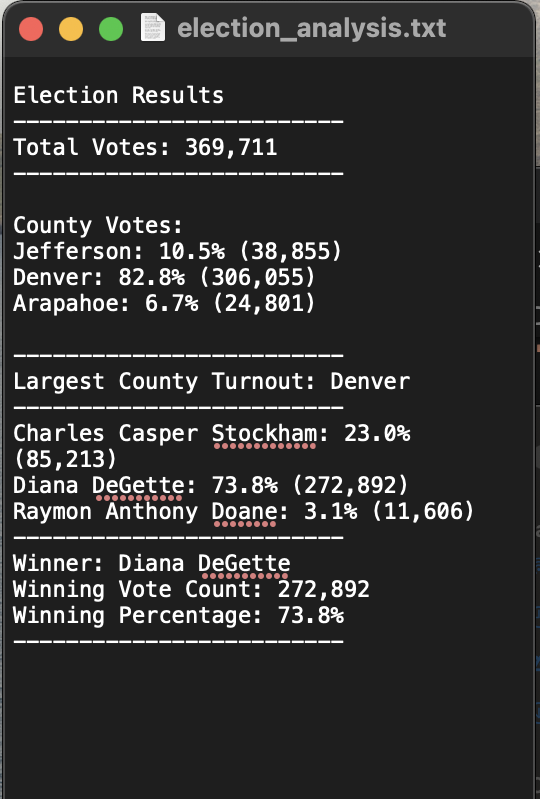 election_analysis.txt
Election Results
-------------------------
Total Votes: 369,711
-------------------------
County Votes:
Jefferson: 10.5% (38,855)
Denver: 82.8% (306,055)
Arapahoe: 6.7% (24,801)
-------------------------
Largest County Turnout: Denver
-------------------------
Charles Casper Stockham: 23.0%
(85,213)
Diana DeGette: 73.8% (272,892)
Raymon Anthony Doane: 3.1% (11,606)
-------------------------
Winner: Diana DeGette
Winning Vote Count: 272,892
Winning Percentage: 73.8%
-------------------------